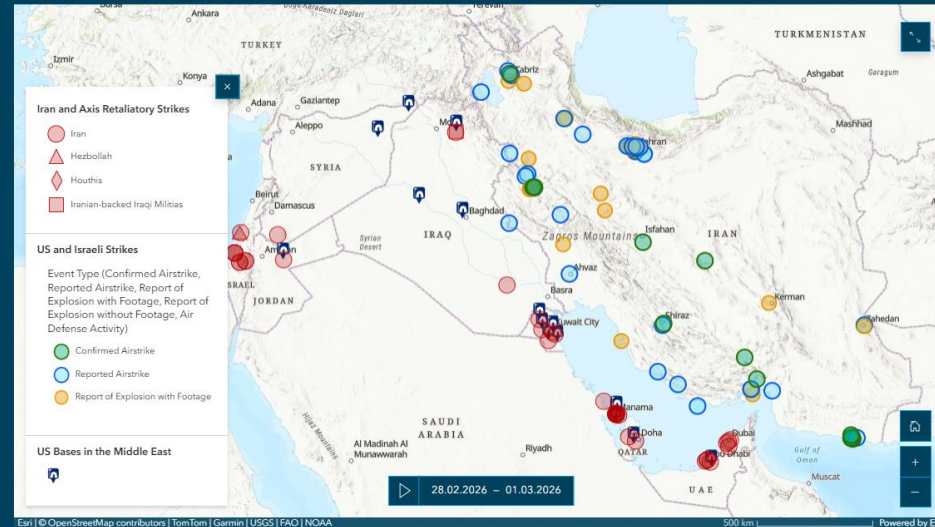 Ankara
TURKEY
TURKMENISTAN
Izmir
Konya
Ashgabat
Garagum
Adana
Gaziantep
Mashhad
Aleppo
SYRIA
Beirut
Damascus
Baghdad
Syrian
Desert
IRAQ
Zagros Mountains
Isfahan
IRAN
Ahvaz
Basra
JORDAN
Kerman
Kuwait City
Shiraz
Zahedan
Hijaz Mountains
SAUDI
ARABIA
Manama
Al Madinah Al
Munawwarah
Riyadh
Doha
QATAR
Dubai
Abu Dhabi
Gulf of
Oman
Muscat
UAE
Iran and Axis Retaliatory Strikes
Iran
Hezbollah
Houthis
Iranian-backed Iraqi Militias
US and Israeli Strikes
Event Type (Confirmed Airstrike,
Reported Airstrike, Report of
Explosion with Footage, Report of
Explosion without Footage, Air
Defense Activity)
Confirmed Airstrike
Reported Airstrike
Report of Explosion with Footage
US Bases in the Middle East
28.02.2026 – 01.03.2026
+
−
Esri | © OpenStreetMap contributors | TomTom | Garmin | USGS | FAO | NOAA
500 km
Powered by E